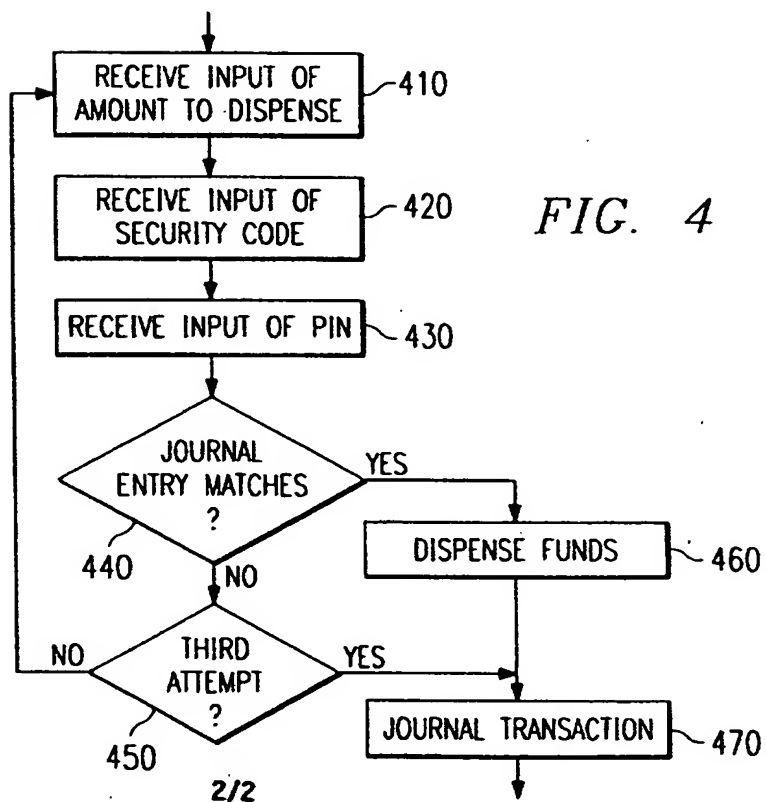 RECEIVE INPUT OF
AMOUNT TO DISPENSE
410
RECEIVE INPUT OF
SECURITY CODE
420
FIG. 4
RECEIVE INPUT OF PIN
430
JOURNAL
ENTRY MATCHES
?
YES
440
NO
DISPENSE FUNDS
460
NO
THIRD
ATTEMPT
?
YES
450
JOURNAL TRANSACTION
470
2/2